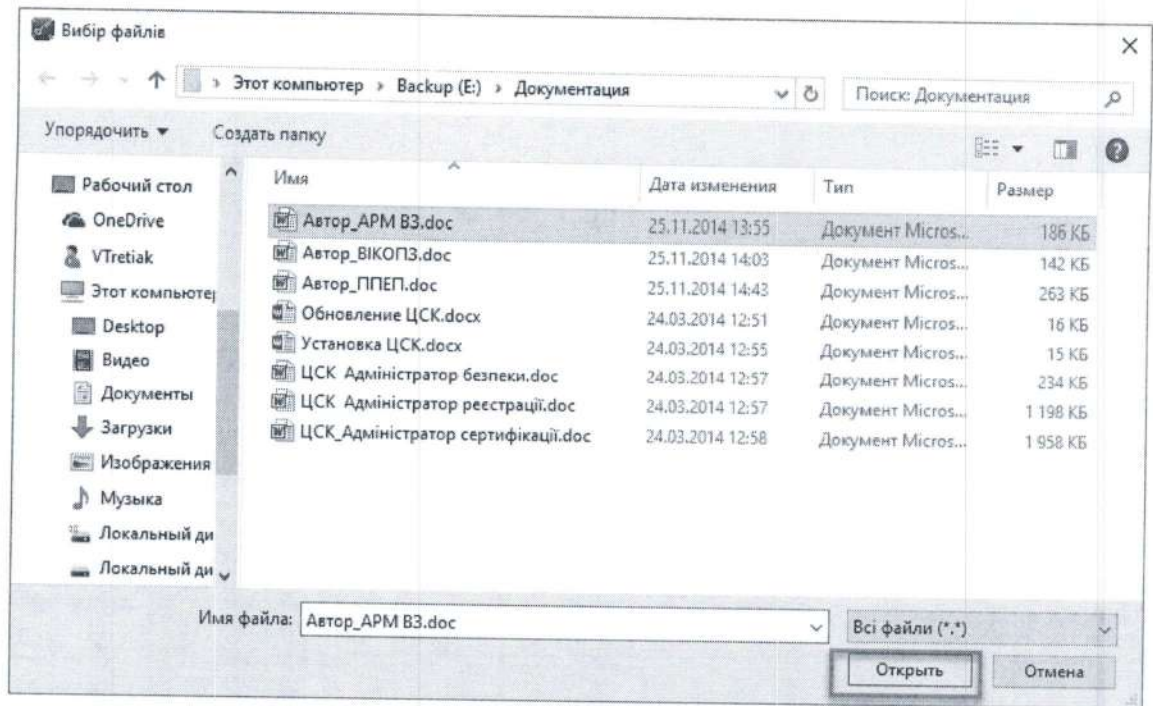 Вибір файлів
Этот компьютер > Backup (E:) > Документация
Поиск: Документация
Упорядочить
Создать папку
Имя Дата изменения Тип Размер
Автор_АРМ ВЗ.doc 25.11.2014 13:55 Документ Micros... 186 КБ
Автор_ВІКОПЗ.doc 25.11.2014 14:03 Документ Micros... 142 КБ
Автор_ППЕП.doc 25.11.2014 14:43 Документ Micros... 263 КБ
Обновление ЦСК.docx 24.03.2014 12:51 Документ Micros... 16 КБ
Установка ЦСК.docx 24.03.2014 12:55 Документ Micros... 15 КБ
ЦСК Адміністратор безпеки.doc 24.03.2014 12:57 Документ Micros... 234 КБ
ЦСК Адміністратор реєстрації.doc 24.03.2014 12:57 Документ Micros... 1 198 КБ
ЦСК_Адміністратор сертифікації.doc 24.03.2014 12:58 Документ Micros... 1 958 КБ
Рабочий стол
OneDrive
VTretiak
Этот компьютер
Desktop
Видео
Документы
Загрузки
Изображения
Музыка
Локальный ди
Локальный ди
Имя файла: Автор_АРМ ВЗ.doc
Всі файли (*.*)
Открыть
Отмена